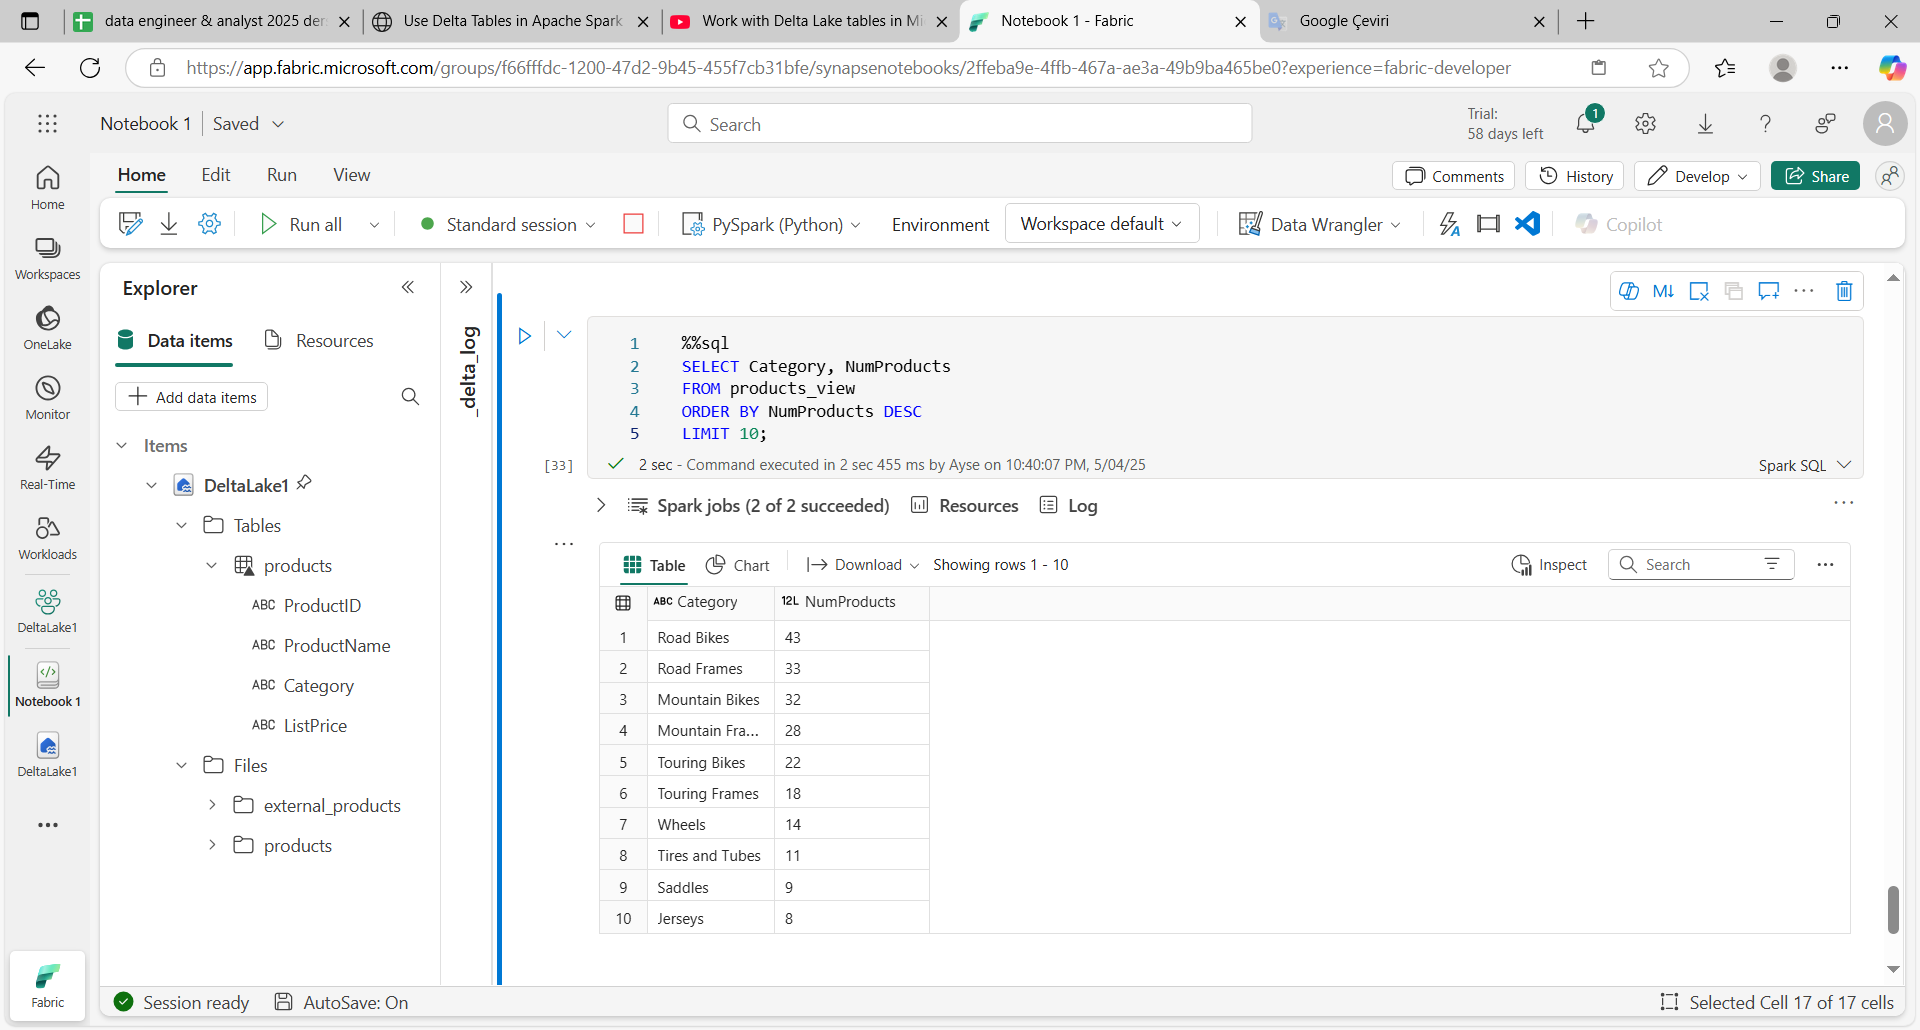 data engineer & analyst 2025 der
Use Delta Tables in Apache Spark
Work with Delta Lake tables in Mi
Notebook 1 - Fabric
Google Çeviri
https://app.fabric.microsoft.com/groups/f66fffdc-1200-47d2-9b45-455f7cb31bfe/synapsenotebooks/2ffeba9e-4ffb-467a-ae3a-49b9ba465be0?experience=fabric-developer
Notebook 1
Saved
Search
Trial:
58 days left
1
Home
Edit
Run
View
Comments
History
Develop
Share
Run all
Standard session
PySpark (Python)
Environment
Workspace default
Data Wrangler
Copilot
Home
Workspaces
OneLake
Monitor
Real-Time
Workloads
DeltaLake1
Notebook 1
DeltaLake1
Fabric
Explorer
Data items
Resources
Add data items
Items
DeltaLake1
Tables
products
ABC ProductID
ABC ProductName
ABC Category
ABC ListPrice
Files
external_products
products
_delta_log
M↓
1 %%sql
2 SELECT Category, NumProducts
3 FROM products_view
4 ORDER BY NumProducts DESC
5 LIMIT 10;
[33]
2 sec - Command executed in 2 sec 455 ms by Ayse on 10:40:07 PM, 5/04/25
Spark SQL
Spark jobs (2 of 2 succeeded)
Resources
Log
Table
Chart
Download
Showing rows 1 - 10
Inspect
Search
ABC Category 12L NumProducts
1 Road Bikes 43
2 Road Frames 33
3 Mountain Bikes 32
4 Mountain Fra... 28
5 Touring Bikes 22
6 Touring Frames 18
7 Wheels 14
8 Tires and Tubes 11
9 Saddles 9
10 Jerseys 8
Session ready
AutoSave: On
Selected Cell 17 of 17 cells